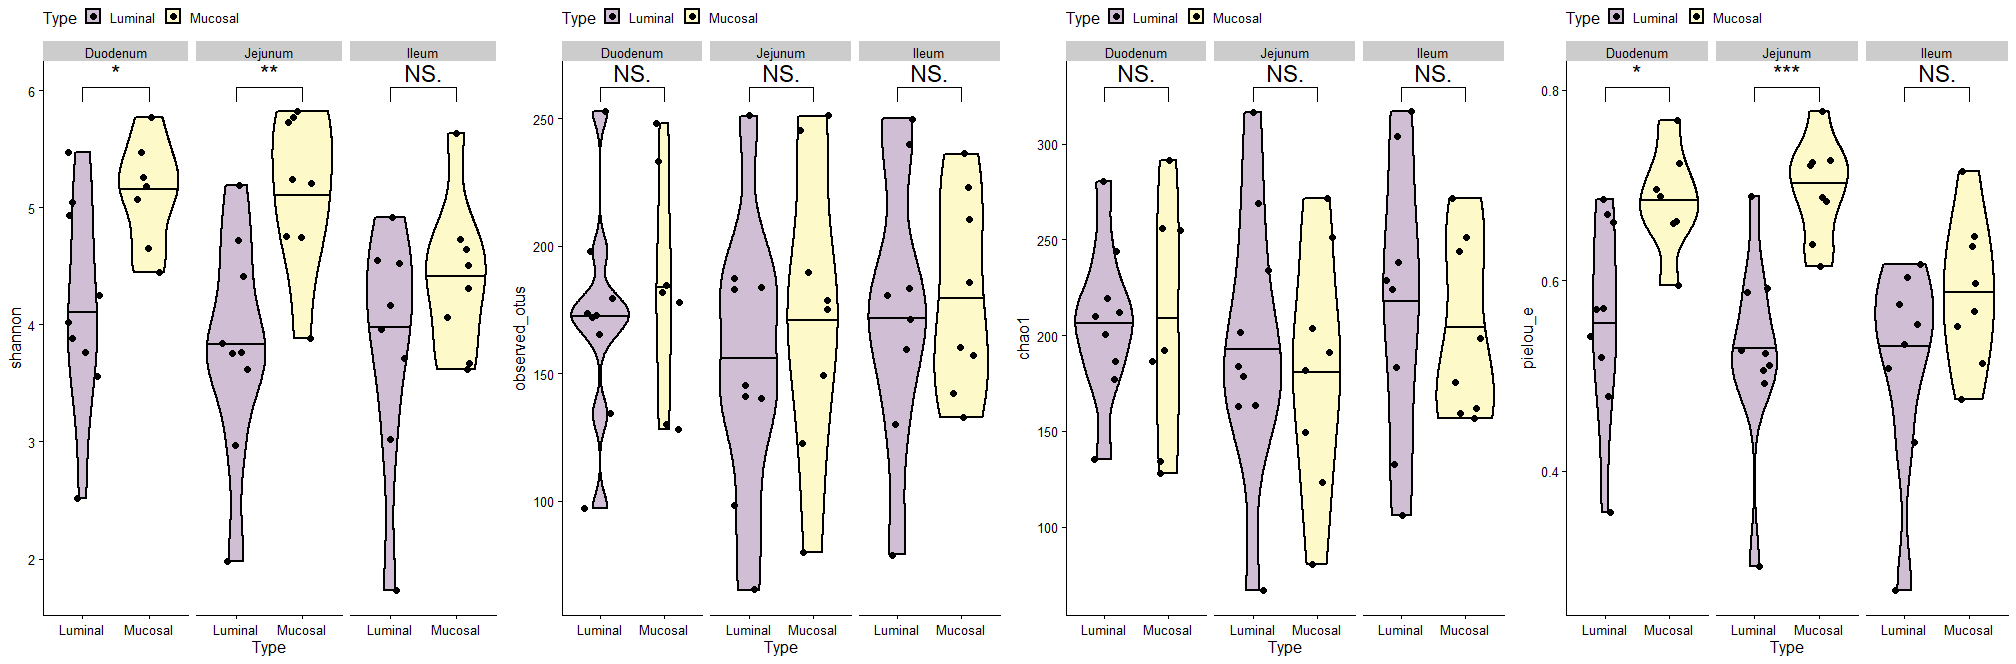 Type Luminal Mucosal
Duodenum Jejunum Ileum
* ** NS.
6
5
4
3
2
shannon
Luminal Mucosal Luminal Mucosal Luminal Mucosal
Type
Type Luminal Mucosal
Duodenum Jejunum Ileum
NS. NS. NS.
250
200
150
100
observed_otus
Luminal Mucosal Luminal Mucosal Luminal Mucosal
Type
Type Luminal Mucosal
Duodenum Jejunum Ileum
NS. NS. NS.
300
250
200
150
100
chao1
Luminal Mucosal Luminal Mucosal Luminal Mucosal
Type
Type Luminal Mucosal
Duodenum Jejunum Ileum
* *** NS.
0.8
0.6
0.4
pielou_e
Luminal Mucosal Luminal Mucosal Luminal Mucosal
Type